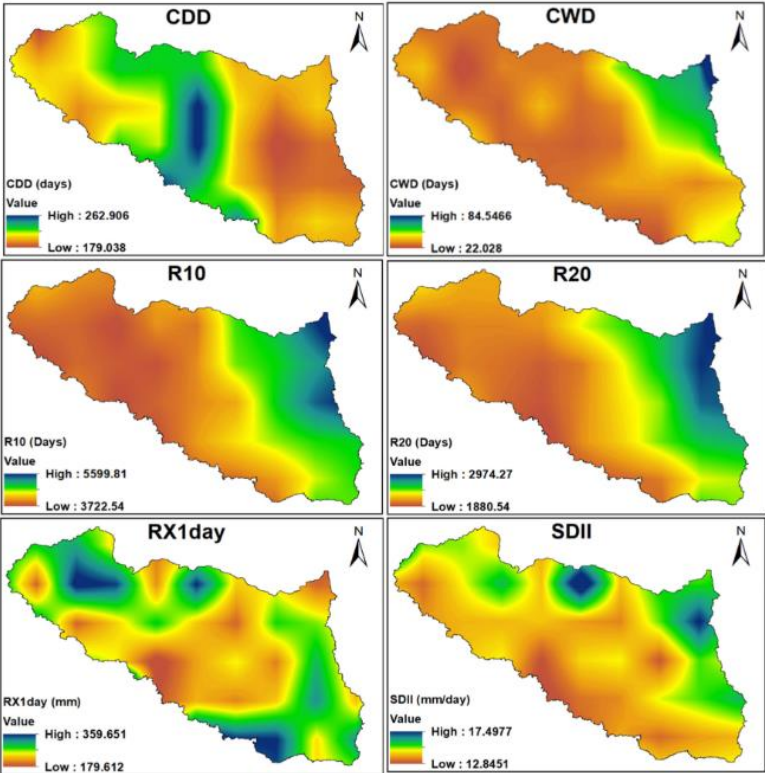 CDD
N
CDD (days)
Value
High : 262.906
Low : 179.038
CWD
N
CWD (Days)
Value
High : 84.5466
Low : 22.028
R10
N
R10 (Days)
Value
High : 5599.81
Low : 3722.54
R20
N
R20 (Days)
Value
High : 2974.27
Low : 1880.54
RX1day
N
RX1day (mm)
Value
High : 359.651
Low : 179.612
SDII
N
SDII (mm/day)
Value
High : 17.4977
Low : 12.8451